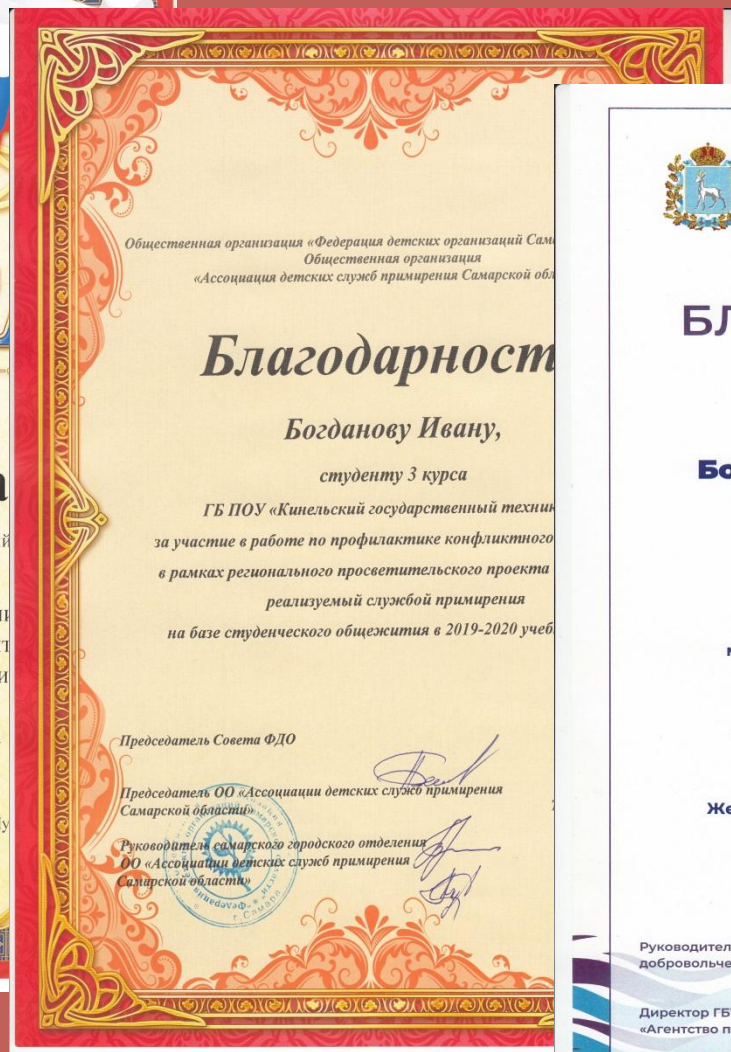 Общественная организация «Федерация детских организаций Сам
Общественная организация
«Ассоциация детских служб примирения Самарской обл
Благодарност
Богданову Ивану,
студенту 3 курса
ГБ ПОУ «Кинельский государственный техник
за участие в работе по профилактике конфликтного
в рамках регионального просветительского проекта
реализуемый службой примирения
на базе студенческого общежития в 2019-2020 учеб
Председатель Совета ФДО
Председатель ОО «Ассоциации детских служб примирения
Самарской области»
Руководитель самарского городского отделения
ОО «Ассоциации детских служб примирения
Самарской области»
г. Самара
БЛ
Бо
Же
Руководител
добровольче
Директор ГБ
«Агентство п